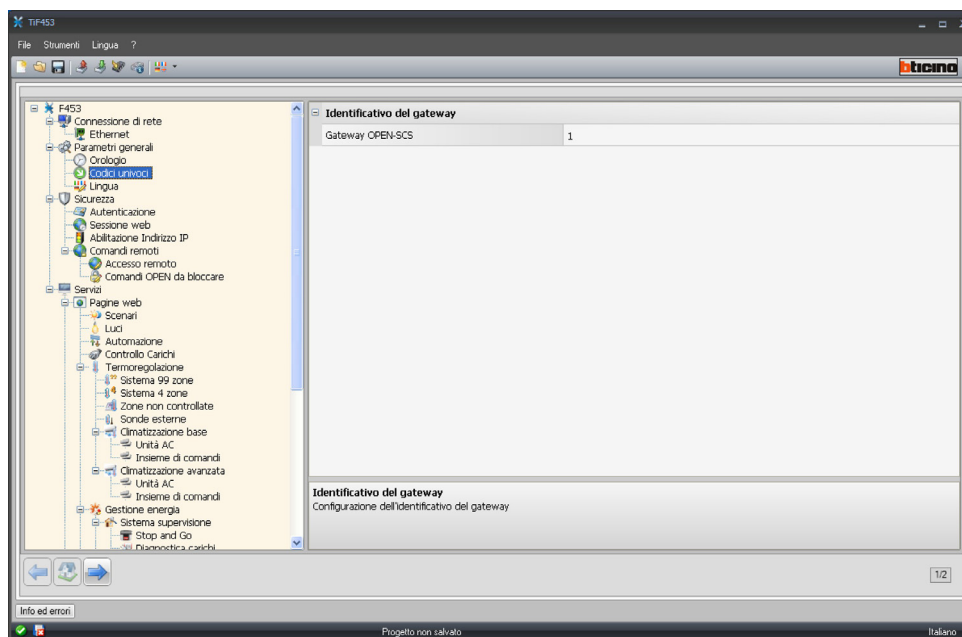 TiF453
File Strumenti Lingua ?
bticino
F453
Connessione di rete
Ethernet
Parametri generali
Orologio
Codici univoci
Lingua
Sicurezza
Autenticazione
Sessione web
Abilitazione Indirizzo IP
Comandi remoti
Accesso remoto
Comandi OPEN da bloccare
Servizi
Pagine web
Scenari
Luci
Automazione
Controllo Carichi
Termoregolazione
Sistema 99 zone
Sistema 4 zone
Zone non controllate
Sonde esterne
Climatizzazione base
Unità AC
Insieme di comandi
Climatizzazione avanzata
Unità AC
Insieme di comandi
Gestione energia
Sistema supervisione
Stop and Go
Diagnostica carichi
Identificativo del gateway
Gateway OPEN-SCS 1
Identificativo del gateway
Configurazione dell'identificativo del gateway
1/2
Info ed errori
Progetto non salvato Italiano